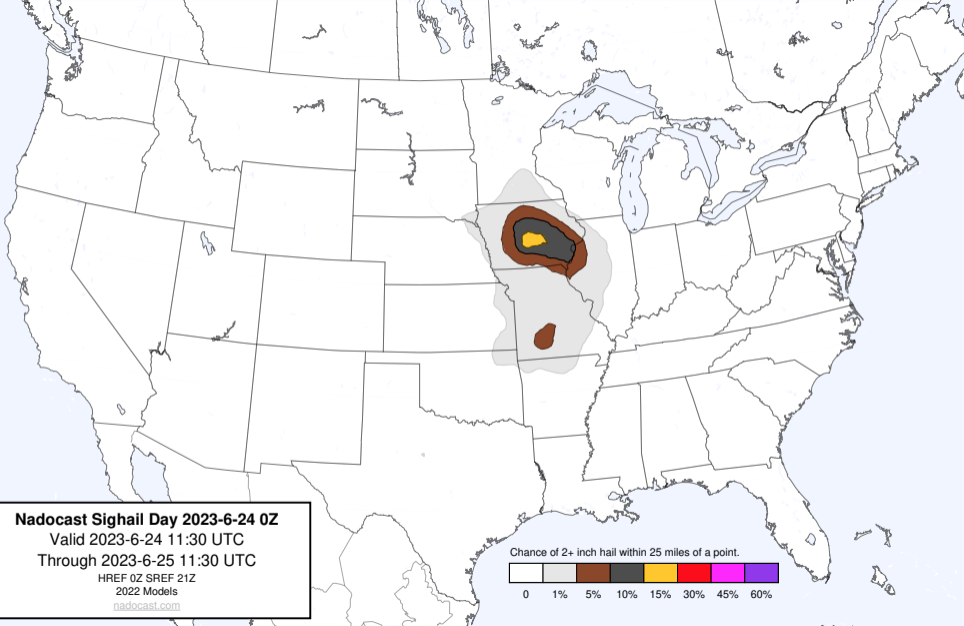 Nadocast Sighail Day 2023-6-24 0Z
Valid 2023-6-24 11:30 UTC
Through 2023-6-25 11:30 UTC
HREF 0Z SREF 21Z
2022 Models
nadocast.com
Chance of 2+ inch hail within 25 miles of a point.
0 1% 5% 10% 15% 30% 45% 60%